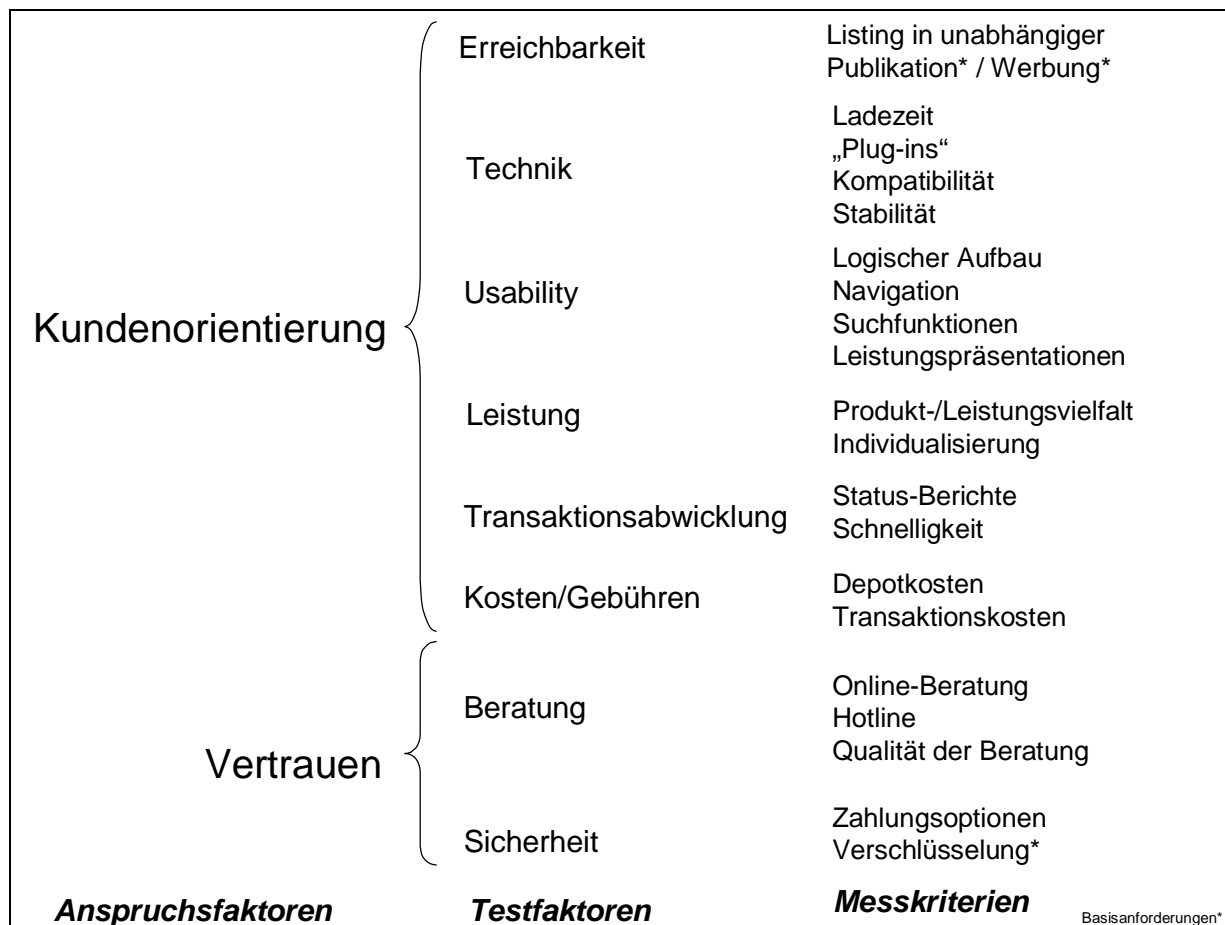 Kundenorientierung
Erreichbarkeit
Listing in unabhängiger
Publikation* / Werbung*
Technik
Ladezeit
„Plug-ins“
Kompatibilität
Stabilität
Usability
Logischer Aufbau
Navigation
Suchfunktionen
Leistungspräsentationen
Leistung
Produkt-/Leistungsvielfalt
Individualisierung
Transaktionsabwicklung
Status-Berichte
Schnelligkeit
Kosten/Gebühren
Depotkosten
Transaktionskosten
Vertrauen
Beratung
Online-Beratung
Hotline
Qualität der Beratung
Sicherheit
Zahlungsoptionen
Verschlüsselung*
Anspruchsfaktoren
Testfaktoren
Messkriterien
Basisanforderungen*